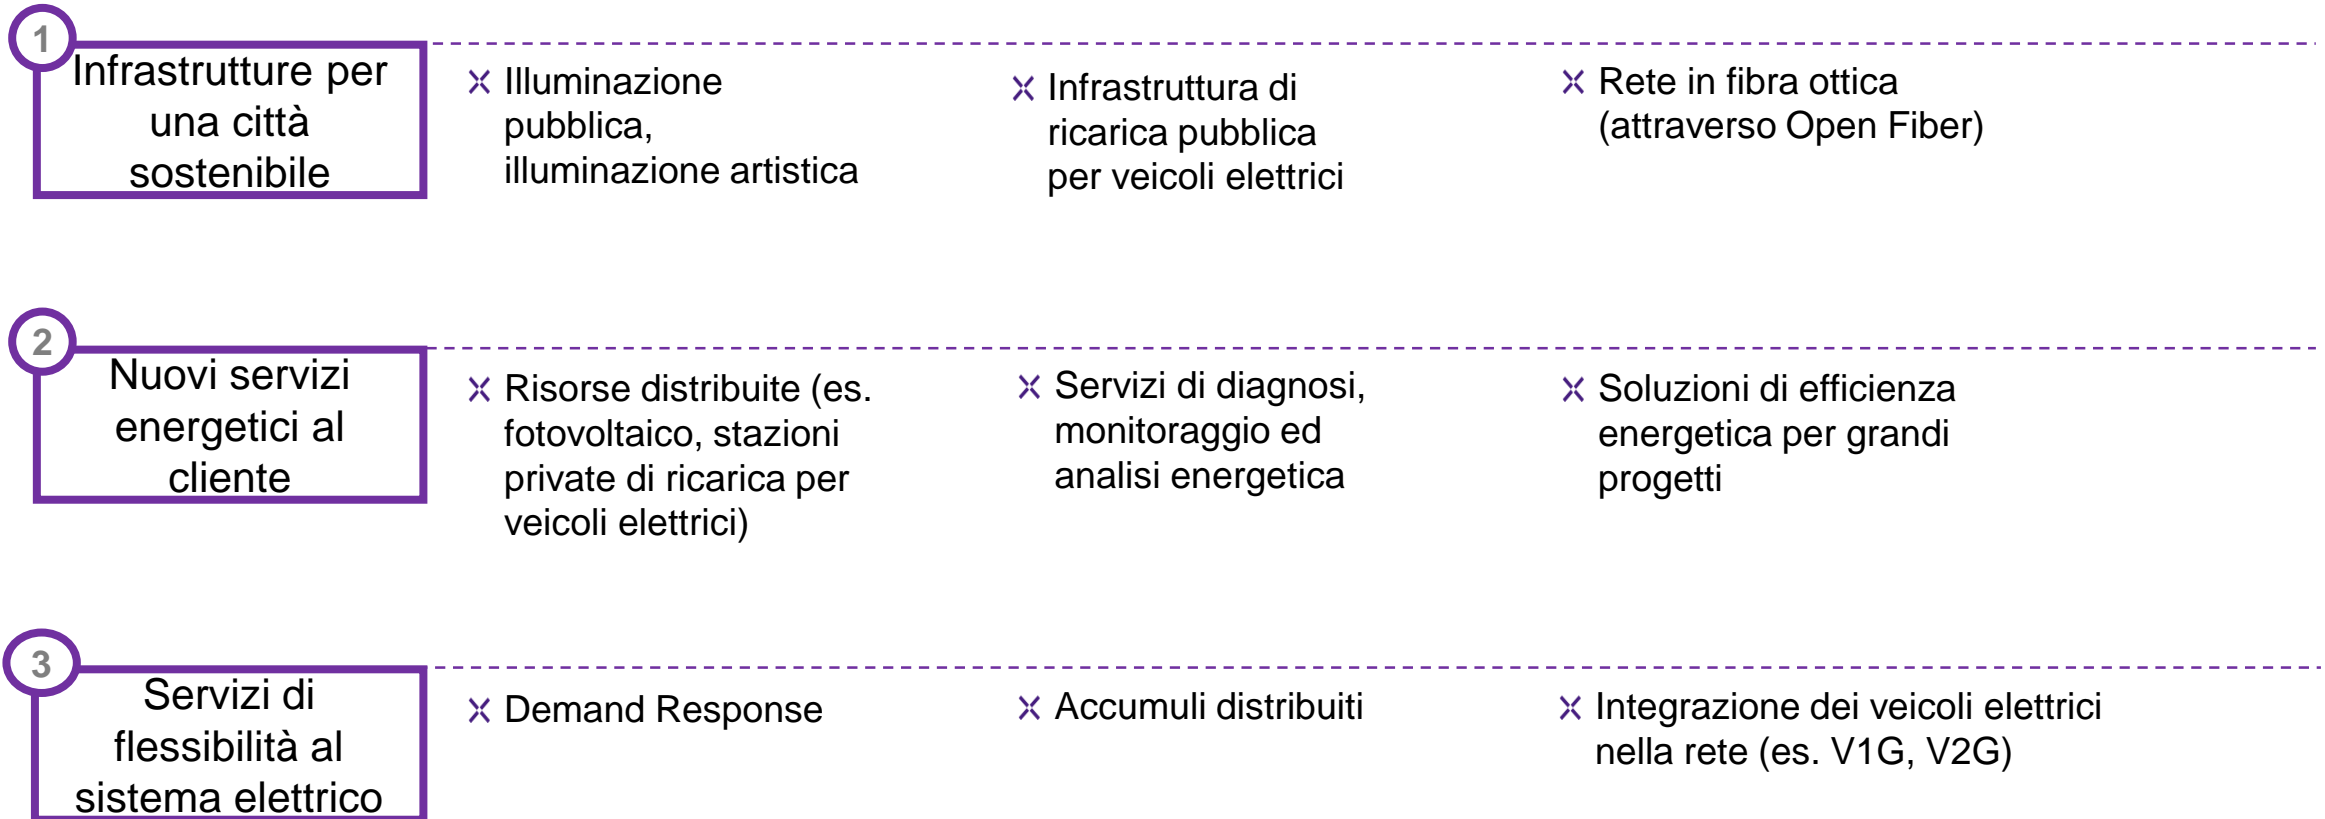 1
Infrastrutture per
una città
sostenibile
Illuminazione
pubblica,
illuminazione artistica
Infrastruttura di
ricarica pubblica
per veicoli elettrici
Rete in fibra ottica
(attraverso Open Fiber)
2
Nuovi servizi
energetici al
cliente
Risorse distribuite (es.
fotovoltaico, stazioni
private di ricarica per
veicoli elettrici)
Servizi di diagnosi,
monitoraggio ed
analisi energetica
Soluzioni di efficienza
energetica per grandi
progetti
3
Servizi di
flessibilità al
sistema elettrico
Demand Response
Accumuli distribuiti
Integrazione dei veicoli elettrici
nella rete (es. V1G, V2G)